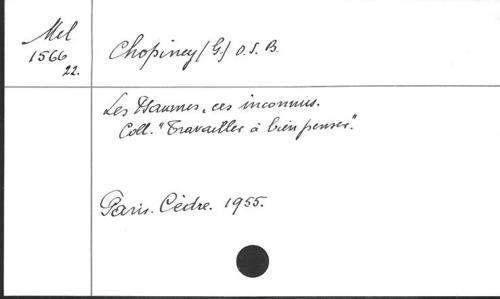 Mel
1566
22.
Chopiney (G.) O.S.B.
Les Psaumes, ces inconnus.
Coll. "Travailler à bien penser".
Paris. Cèdre. 1955.